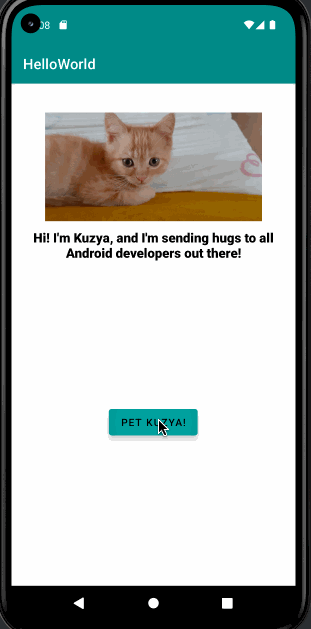 :08
HelloWorld
Hi! I'm Kuzya, and I'm sending hugs to all
Android developers out there!
PET KUZYA!